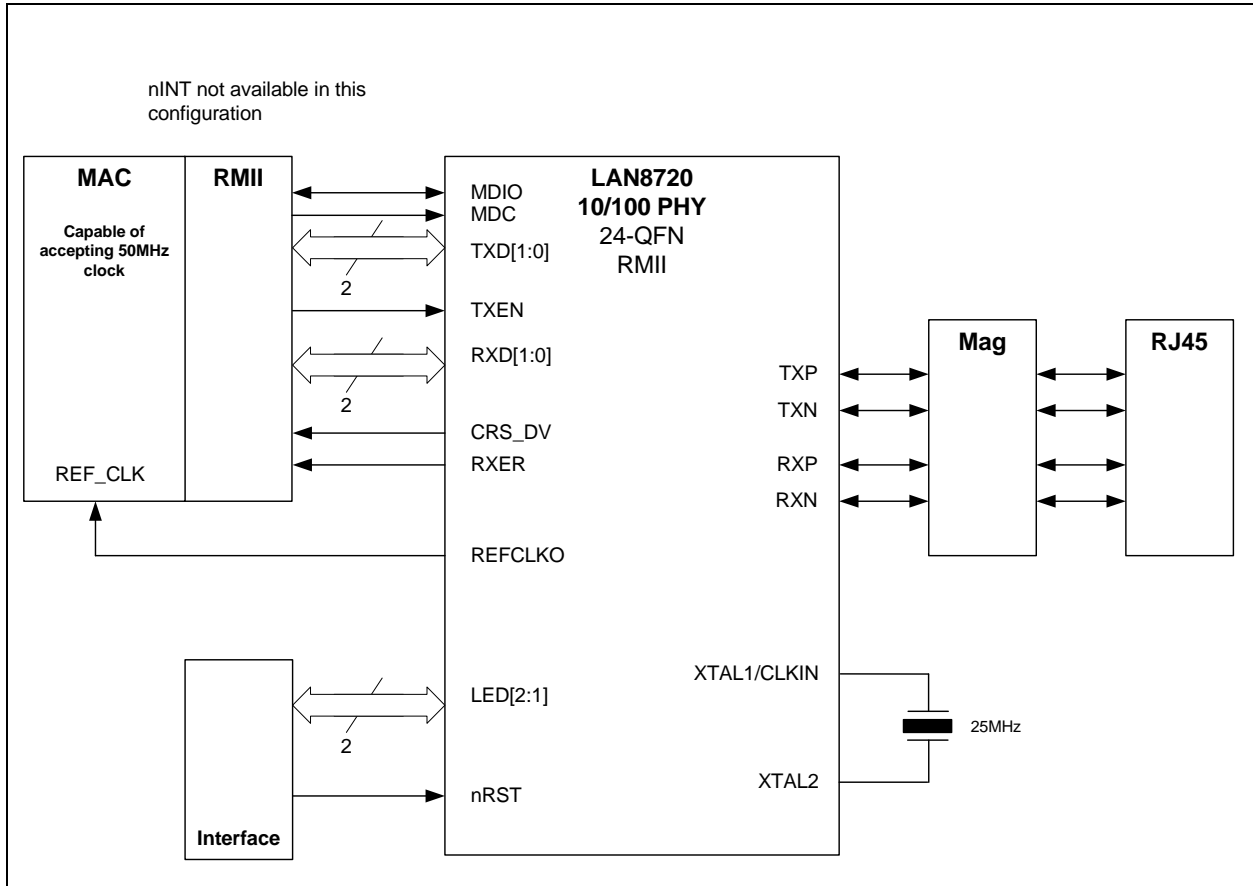 nINT not available in this
configuration
MAC
RMII
Capable of
accepting 50MHz
clock
REF_CLK
LAN8720
10/100 PHY
24-QFN
RMII
MDIO
MDC
TXD[1:0]
2
TXEN
RXD[1:0]
2
CRS_DV
RXER
REFCLKO
TXP
TXN
RXP
RXN
Mag
RJ45
LED[2:1]
2
nRST
Interface
XTAL1/CLKIN
25MHz
XTAL2